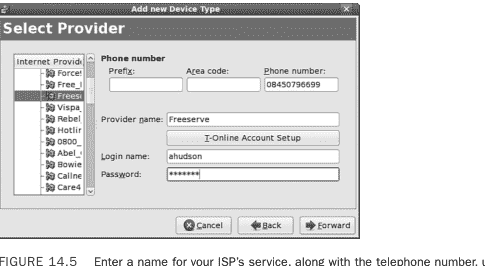 Add new Device Type
Select Provider
Internet Provid
Force
Free_
Frees
Vispa_
Rebel
Hotlir
0800_
Abel_
Bowie
Callne
Care4
Phone number
Prefix:
Area code:
Phone number:
08450796699
Provider name: Freeserve
T-Online Account Setup
Login name: ahudson
Password: *******
Cancel
Back
Forward
FIGURE 14.5 Enter a name for your ISP's service, along with the telephone number,